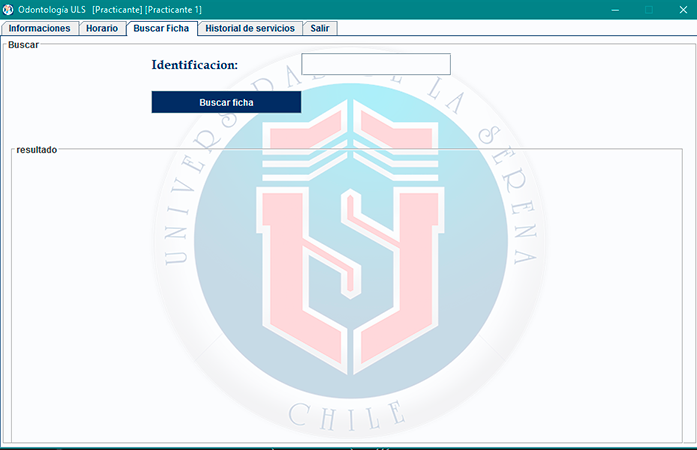 Odontología ULS [Practicante] [Practicante 1]
Informaciones Horario Buscar Ficha Historial de servicios Salir
Buscar
Identificacion:
Buscar ficha
resultado
UNIVERSIDAD DE LA SERENA
CHILE